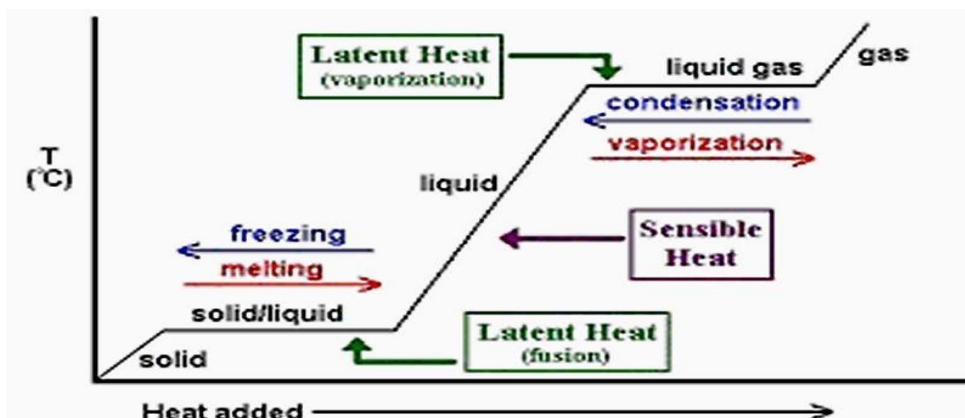 Latent Heat
(vaporization)
liquid gas
gas
condensation
vaporization
T
(°C)
liquid
Sensible
Heat
freezing
melting
solid/liquid
Latent Heat
(fusion)
solid
Heat added